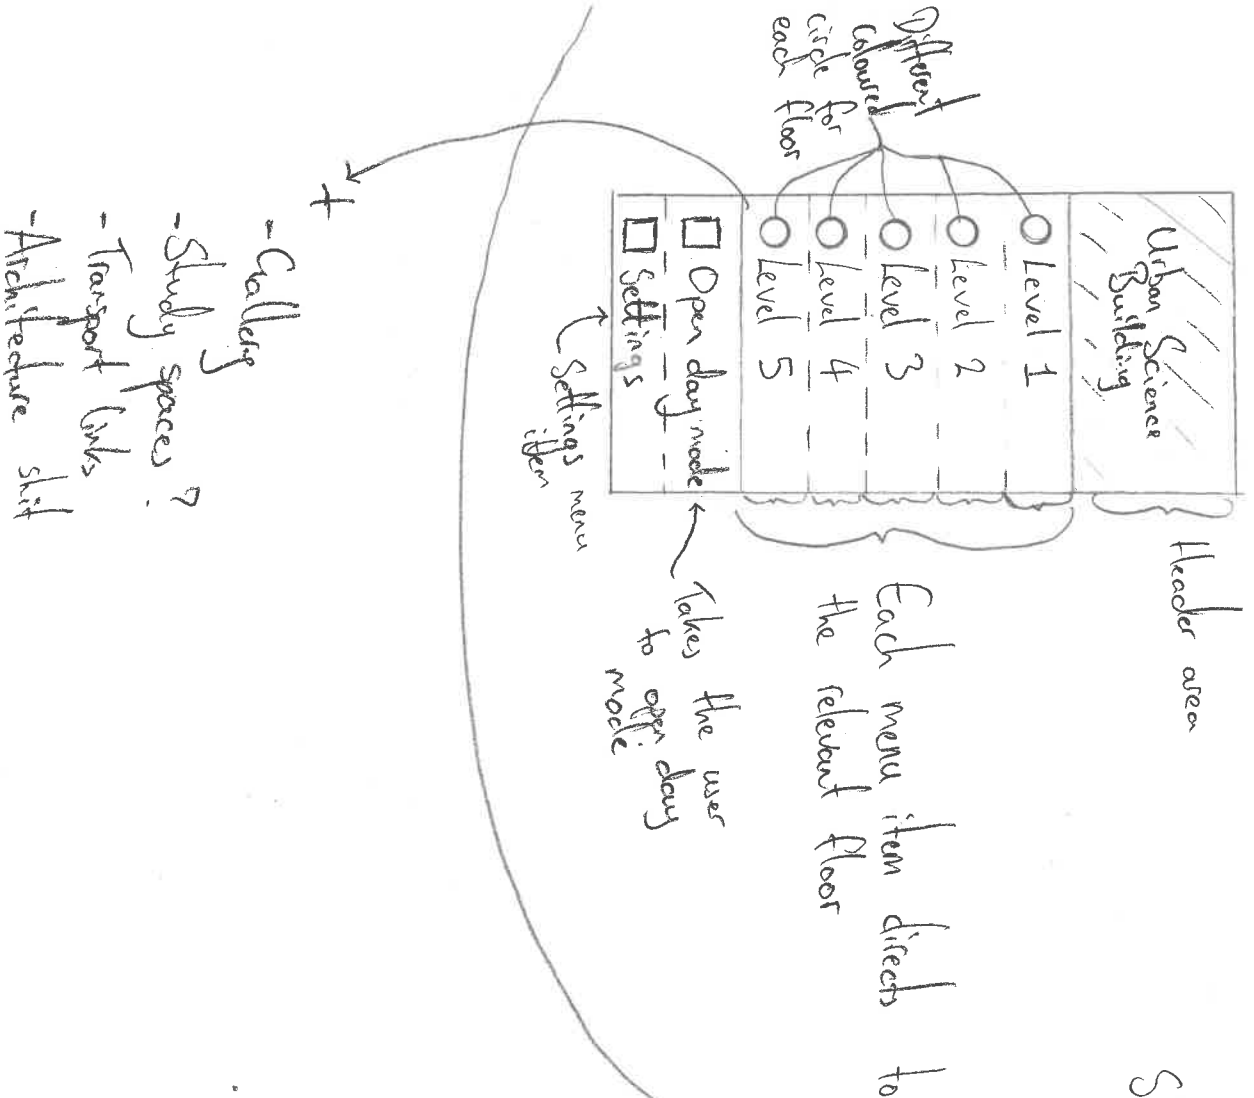 S
Urban Science
Building
Header area
Level 1
Level 2
Level 3
Level 4
Level 5
Different
coloured
circle for
each floor
Each menu item directs to
the relevant floor
Open day mode
Takes the user
to open day
mode
Settings
Settings menu
item
+
- Gallery
- Study spaces?
- Transport links
- Architecture shit